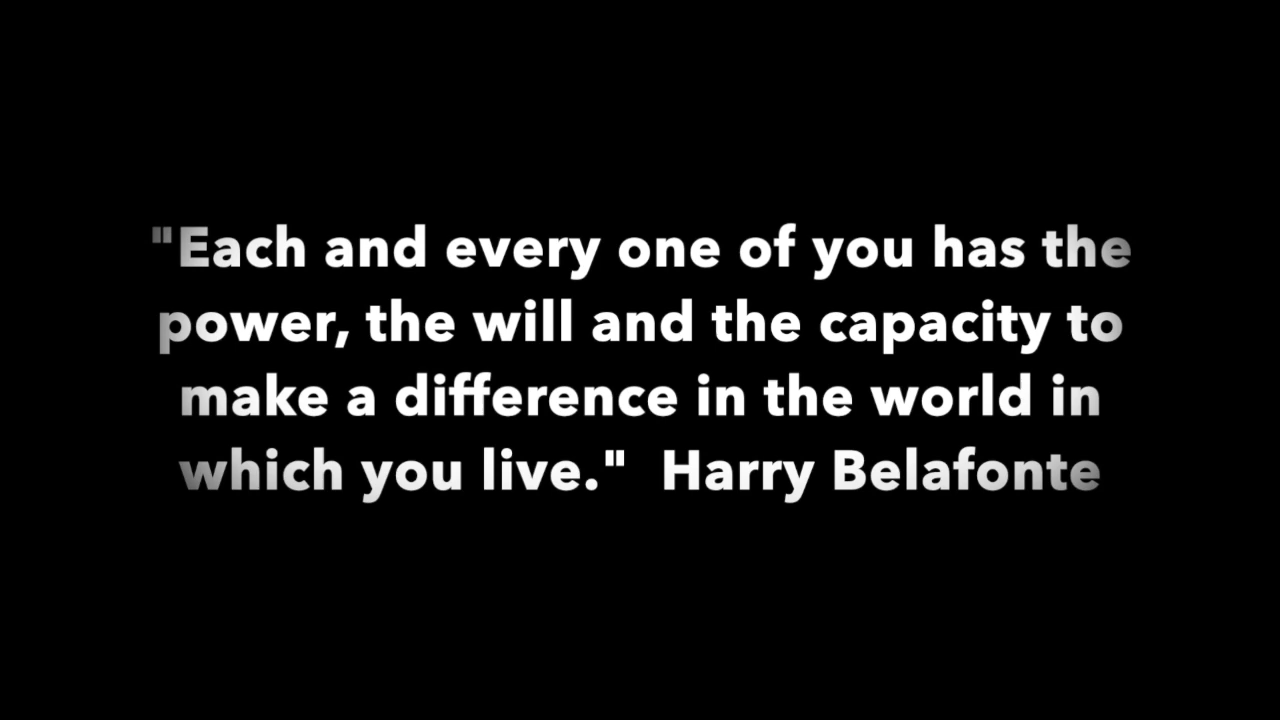 "Each and every one of you has the
power, the will and the capacity to
make a difference in the world in
which you live."  Harry Belafonte